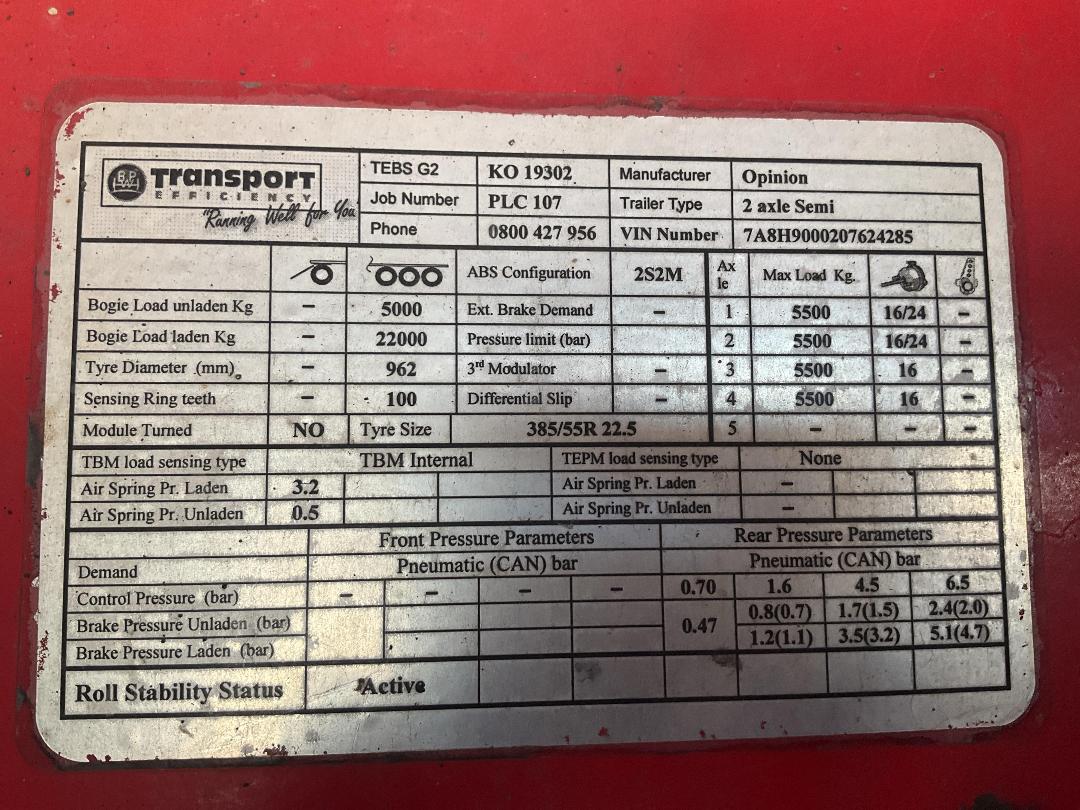 BPW Transport TEBS G2 KO 19302 Manufacturer Opinion
EFFICIENCY Job Number PLC 107 Trailer Type 2 axle Semi
"Running Well for You Phone 0800 427 956 VIN Number 7A8H9000207624285
ABS Configuration 2S2M Ax le Max Load Kg.
Bogie Load unladen Kg – 5000 Ext. Brake Demand – 1 5500 16/24 –
Bogie Load laden Kg – 22000 Pressure limit (bar) 2 5500 16/24 –
Tyre Diameter (mm) – 962 3rd Modulator – 3 5500 16 –
Sensing Ring teeth – 100 Differential Slip – 4 5500 16 –
Module Turned NO Tyre Size 385/55R 22.5 5 – – –
TBM load sensing type TBM Internal TEPM load sensing type None
Air Spring Pr. Laden 3.2 Air Spring Pr. Laden –
Air Spring Pr. Unladen 0.5 Air Spring Pr. Unladen –
Front Pressure Parameters Rear Pressure Parameters
Demand Pneumatic (CAN) bar Pneumatic (CAN) bar
Control Pressure (bar) – – – – 0.70 1.6 4.5 6.5
Brake Pressure Unladen (bar) 0.47 0.8(0.7) 1.7(1.5) 2.4(2.0)
Brake Pressure Laden (bar) 1.2(1.1) 3.5(3.2) 5.1(4.7)
Roll Stability Status Active